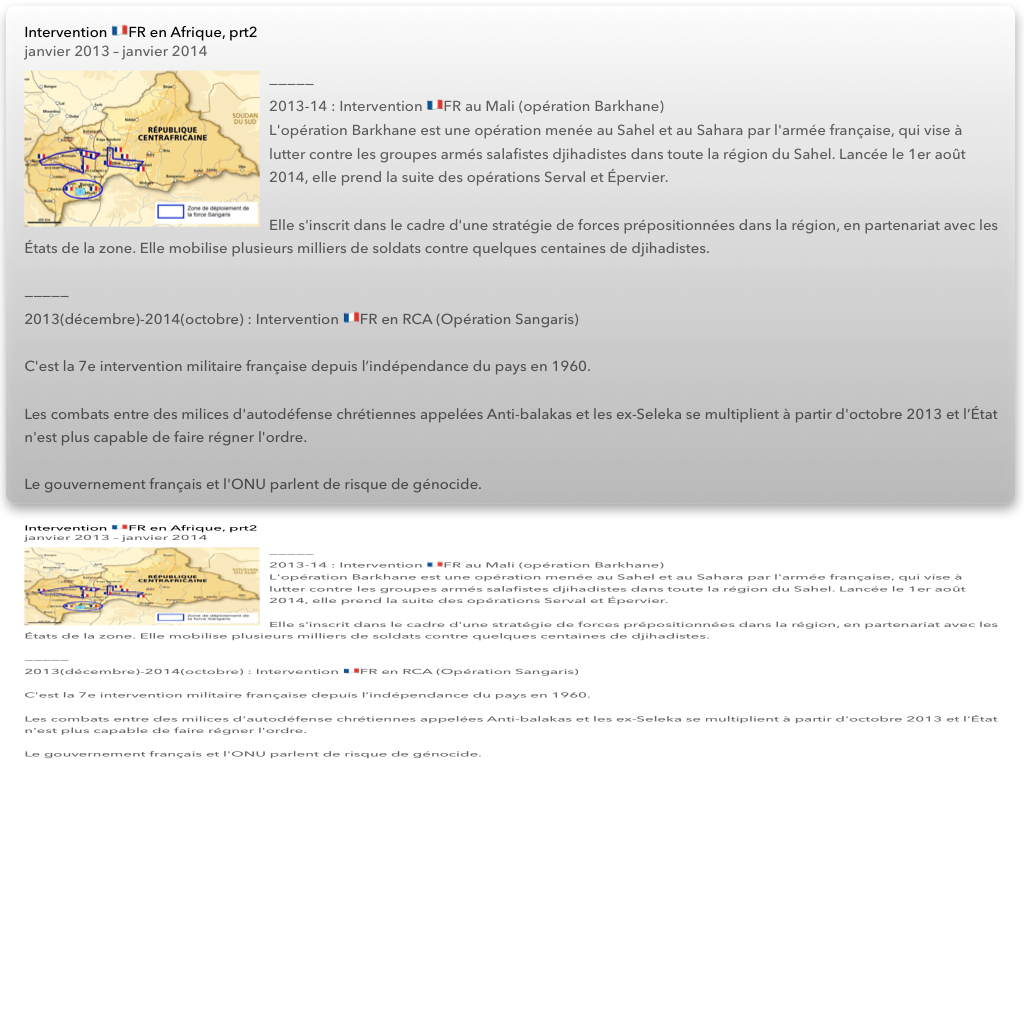 Intervention 🇫🇷FR en Afrique, prt2
janvier 2013 – janvier 2014
RÉPUBLIQUE
CENTRAFRICAINE
SOUDAN
DU SUD
Zone de déploiement de
la force Sangaris
_____
2013-14 : Intervention 🇫🇷FR au Mali (opération Barkhane)
L'opération Barkhane est une opération menée au Sahel et au Sahara par l'armée française, qui vise à
lutter contre les groupes armés salafistes djihadistes dans toute la région du Sahel. Lancée le 1er août
2014, elle prend la suite des opérations Serval et Épervier.
Elle s'inscrit dans le cadre d'une stratégie de forces prépositionnées dans la région, en partenariat avec les
États de la zone. Elle mobilise plusieurs milliers de soldats contre quelques centaines de djihadistes.
_____
2013(décembre)-2014(octobre) : Intervention 🇫🇷FR en RCA (Opération Sangaris)
C'est la 7e intervention militaire française depuis l’indépendance du pays en 1960.
Les combats entre des milices d'autodéfense chrétiennes appelées Anti-balakas et les ex-Seleka se multiplient à partir d'octobre 2013 et l’État
n'est plus capable de faire régner l'ordre.
Le gouvernement français et l'ONU parlent de risque de génocide.
Intervention 🇫🇷FR en Afrique, prt2
janvier 2013 – janvier 2014
RÉPUBLIQUE
CENTRAFRICAINE
SOUDAN
DU SUD
Zone de déploiement de
la force Sangaris
_____
2013-14 : Intervention 🇫🇷FR au Mali (opération Barkhane)
L'opération Barkhane est une opération menée au Sahel et au Sahara par l'armée française, qui vise à
lutter contre les groupes armés salafistes djihadistes dans toute la région du Sahel. Lancée le 1er août
2014, elle prend la suite des opérations Serval et Épervier.
Elle s'inscrit dans le cadre d'une stratégie de forces prépositionnées dans la région, en partenariat avec les
États de la zone. Elle mobilise plusieurs milliers de soldats contre quelques centaines de djihadistes.
_____
2013(décembre)-2014(octobre) : Intervention 🇫🇷FR en RCA (Opération Sangaris)
C'est la 7e intervention militaire française depuis l’indépendance du pays en 1960.
Les combats entre des milices d'autodéfense chrétiennes appelées Anti-balakas et les ex-Seleka se multiplient à partir d'octobre 2013 et l’État
n'est plus capable de faire régner l'ordre.
Le gouvernement français et l'ONU parlent de risque de génocide.